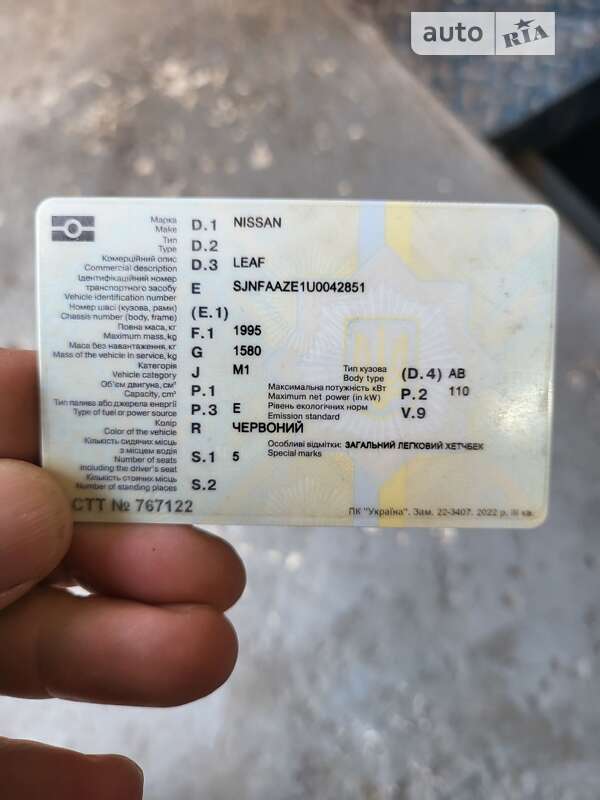 auto RIA
Марка D.1 NISSAN
Make
Тип D.2
Type
Комерційний опис D.3 LEAF
Commercial description
Ідентифікаційний номер
транспортного засобу E SJNFAAZE1U0042851
Vehicle identification number
Номер шасі (кузова, рами) (E.1)
Chassis number (body, frame)
Повна маса, кг F.1 1995
Maximum mass, kg
Маса без навантаження, кг G 1580
Mass of the vehicle in service, kg
Категорія J M1 Тип кузова (D.4) AB
Vehicle category Body type
Об'єм двигуна, см³ P.1 Максимальна потужність кВт P.2 110
Capacity, cm³ Maximum net power (in kW)
Тип палива або джерела енергії P.3 E Рівень екологічних норм V.9
Type of fuel or power source Emission standard
Колір R ЧЕРВОНИЙ
Color of the vehicle
Кількість сидячих місць Особливі відмітки: ЗАГАЛЬНИЙ ЛЕГКОВИЙ ХЕТЧБЕК
з місцем водія S.1 5 Special marks
Number of seats
including the driver's seat
Кількість стоячих місць S.2
Number of standing places
СТТ № 767122
ПК "Україна". Зам. 22-3407. 2022 р. III кв.